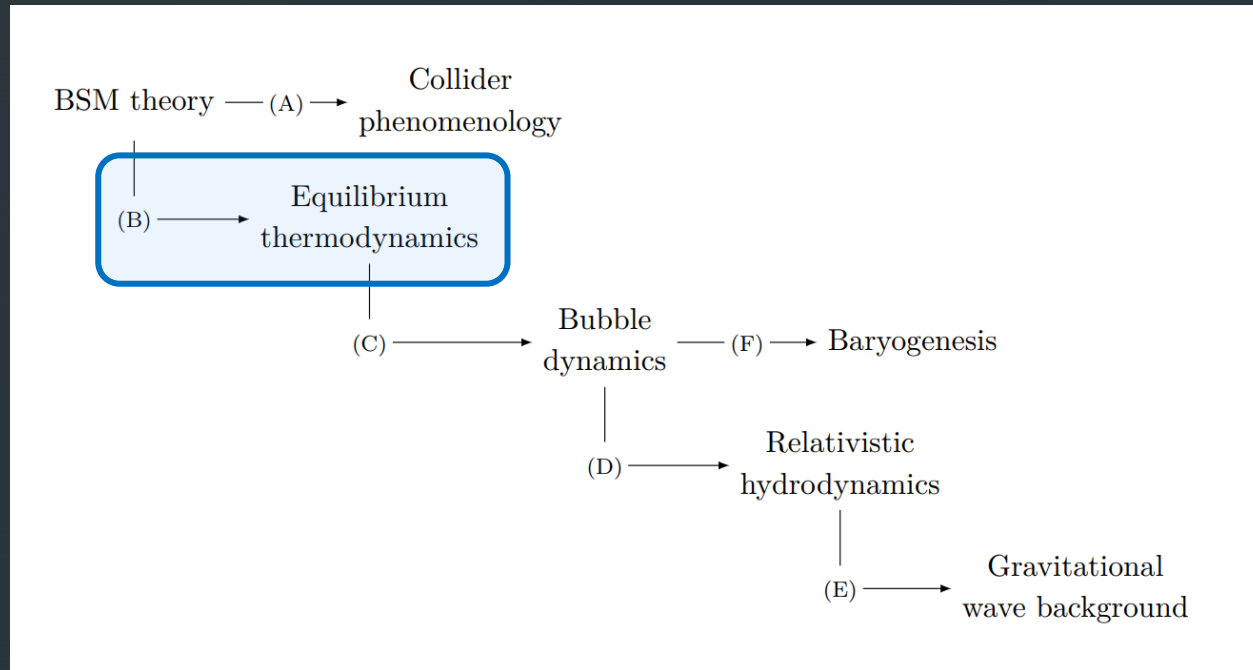 Collider
BSM theory (A) phenomenology
Equilibrium
(B) thermodynamics
Bubble
(C) dynamics (F) Baryogenesis
Relativistic
(D) hydrodynamics
Gravitational
(E) wave background